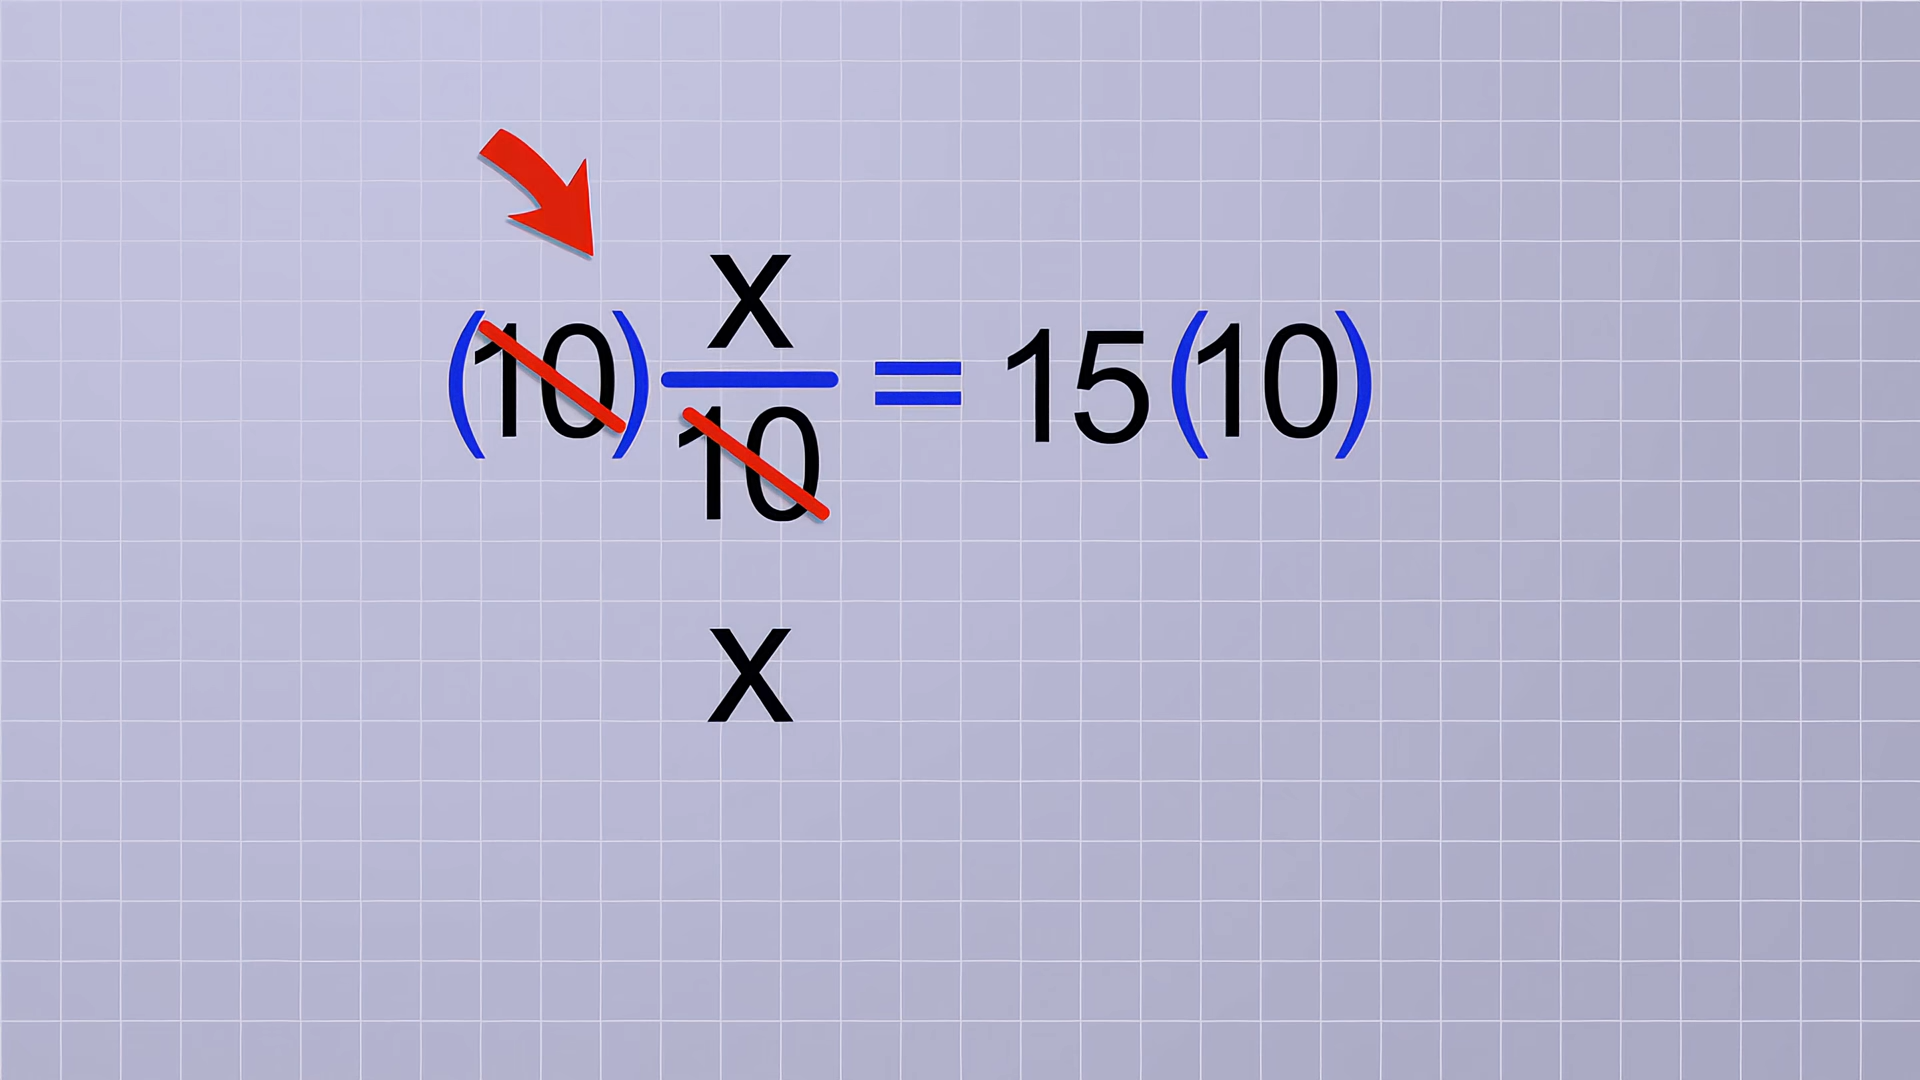 (10) x/10 = 15(10)
x